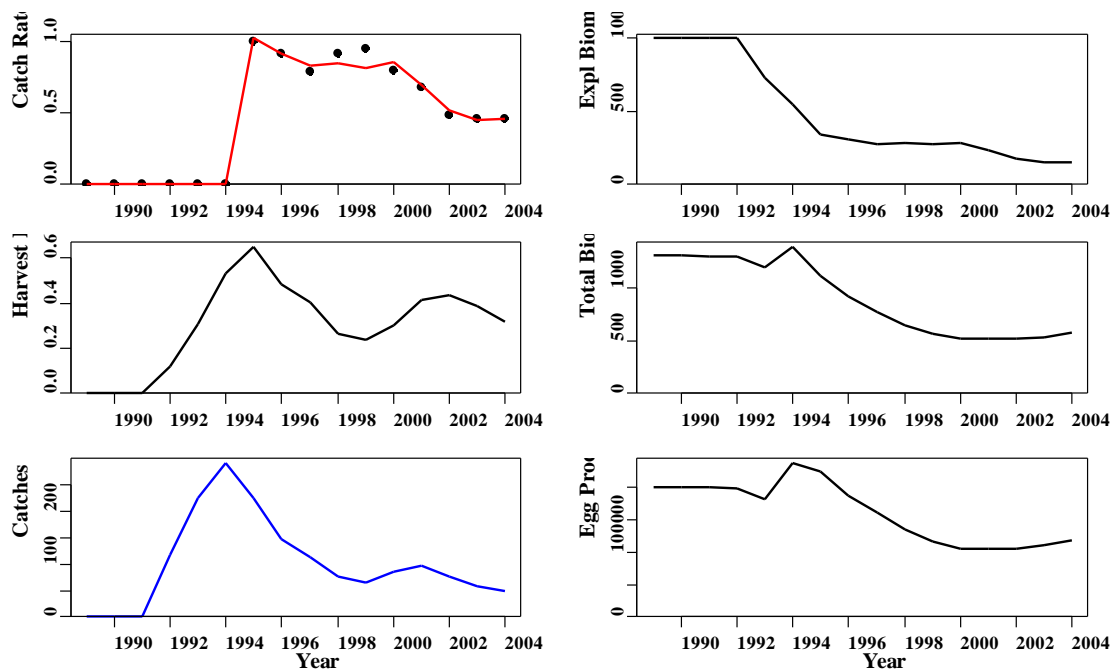 Catch Rat
0.0 0.5 1.0
1990 1992 1994 1996 1998 2000 2002 2004
Expl Biom
0 500 100
1990 1992 1994 1996 1998 2000 2002 2004
Harvest
0.0 0.2 0.4 0.6
1990 1992 1994 1996 1998 2000 2002 2004
Total Bio
0 500 1000
1990 1992 1994 1996 1998 2000 2002 2004
Catches
0 100 200
1990 1992 1994 1996 1998 2000 2002 2004
Year
Egg Pro
0 100000
1990 1992 1994 1996 1998 2000 2002 2004
Year